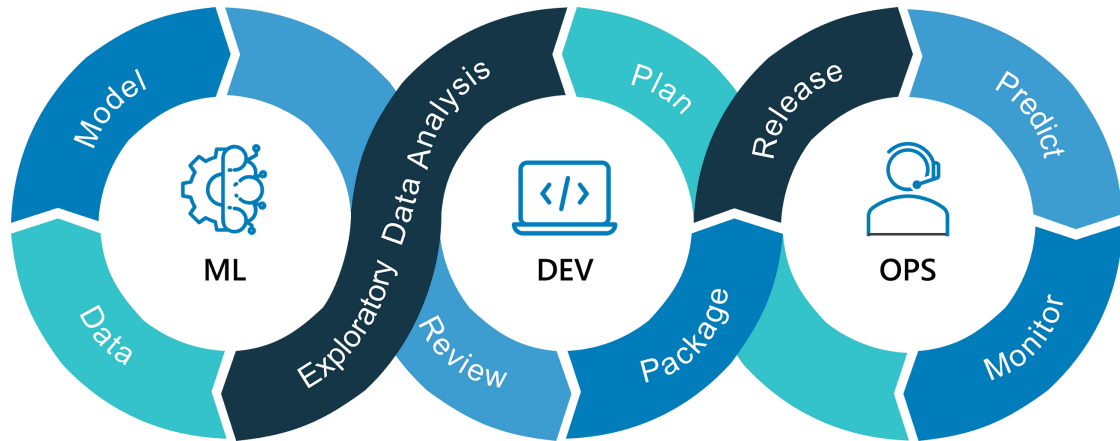 Model
Data
ML
Exploratory Data Analysis
Review
DEV
Plan
Package
Release
OPS
Predict
Monitor